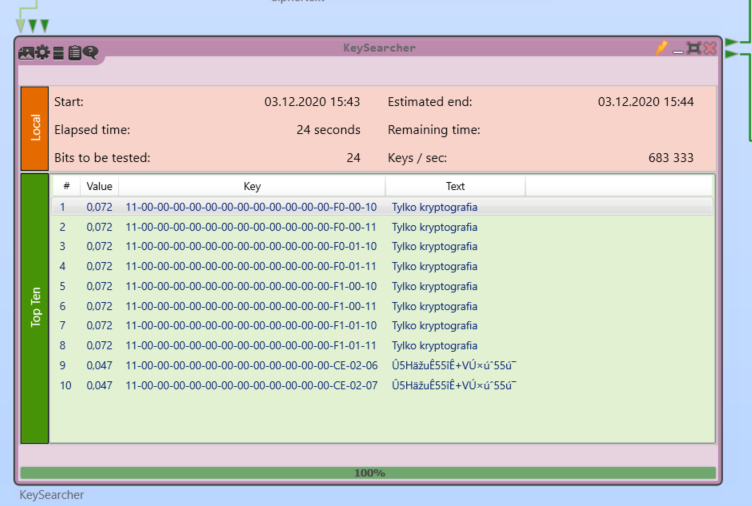 KeySearcher
Local
Start: 03.12.2020 15:43 Estimated end: 03.12.2020 15:44
Elapsed time: 24 seconds Remaining time:
Bits to be tested: 24 Keys / sec: 683 333
Top Ten
# Value Key Text
1 0,072 11-00-00-00-00-00-00-00-00-00-00-00-00-F0-00-10 Tylko kryptografia
2 0,072 11-00-00-00-00-00-00-00-00-00-00-00-00-F0-00-11 Tylko kryptografia
3 0,072 11-00-00-00-00-00-00-00-00-00-00-00-00-F0-01-10 Tylko kryptografia
4 0,072 11-00-00-00-00-00-00-00-00-00-00-00-00-F0-01-11 Tylko kryptografia
5 0,072 11-00-00-00-00-00-00-00-00-00-00-00-00-F1-00-10 Tylko kryptografia
6 0,072 11-00-00-00-00-00-00-00-00-00-00-00-00-F1-00-11 Tylko kryptografia
7 0,072 11-00-00-00-00-00-00-00-00-00-00-00-00-F1-01-10 Tylko kryptografia
8 0,072 11-00-00-00-00-00-00-00-00-00-00-00-00-F1-01-11 Tylko kryptografia
9 0,047 11-00-00-00-00-00-00-00-00-00-00-00-00-CE-02-06
10 0,047 11-00-00-00-00-00-00-00-00-00-00-00-00-CE-02-07
100%
KeySearcher